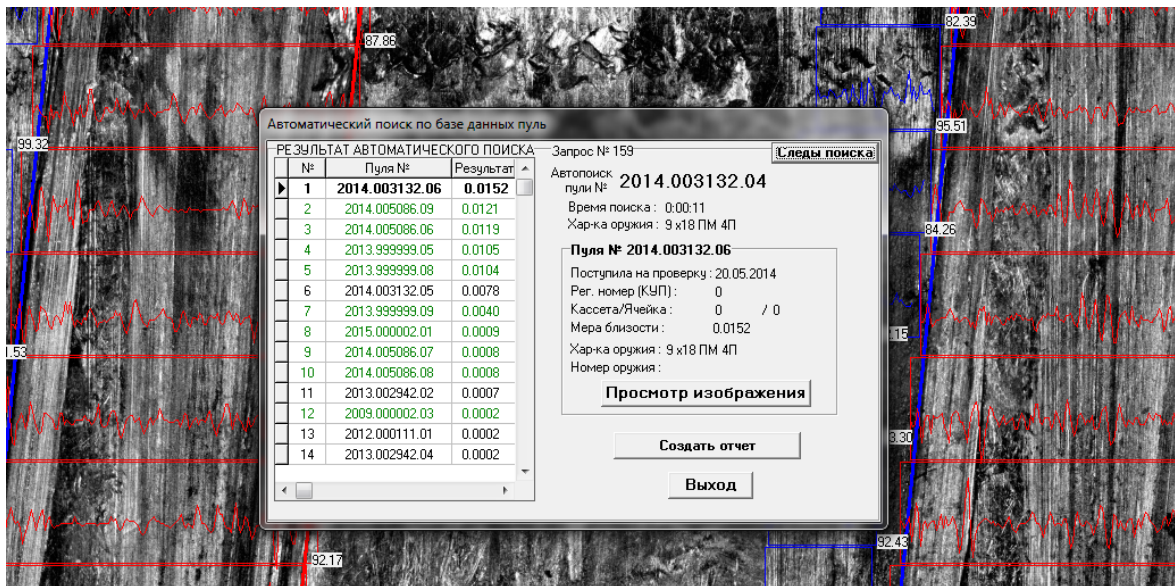 82.39
87.86
Автоматический поиск по базе данных пуль
95.51
99.32
РЕЗУЛЬТАТ АВТОМАТИЧЕСКОГО ПОИСКА
№ Пуля № Результат
1 2014.003132.06 0.0152
2 2014.005086.09 0.0121
3 2014.005086.06 0.0119
4 2013.999999.05 0.0105
5 2013.999999.08 0.0104
6 2014.003132.05 0.0078
7 2013.999999.09 0.0040
8 2015.000002.01 0.0009
9 2014.005086.07 0.0008
10 2014.005086.08 0.0008
11 2013.002942.02 0.0007
12 2009.000002.03 0.0002
13 2012.000111.01 0.0002
14 2013.002942.04 0.0002
Запрос № 159
Следы поиска
Автопоиск пули № 2014.003132.04
Время поиска : 0:00:11
Хар-ка оружия : 9 x18 ПМ 4П
84.26
Пуля № 2014.003132.06
Поступила на проверку : 20.05.2014
Рег. номер (КУП) : 0
Кассета/Ячейка : 0 / 0
Мера близости : 0.0152
.15
Хар-ка оружия : 9 x18 ПМ 4П
1.53
Номер оружия :
Просмотр изображения
3.30
Создать отчет
Выход
92.43
92.17